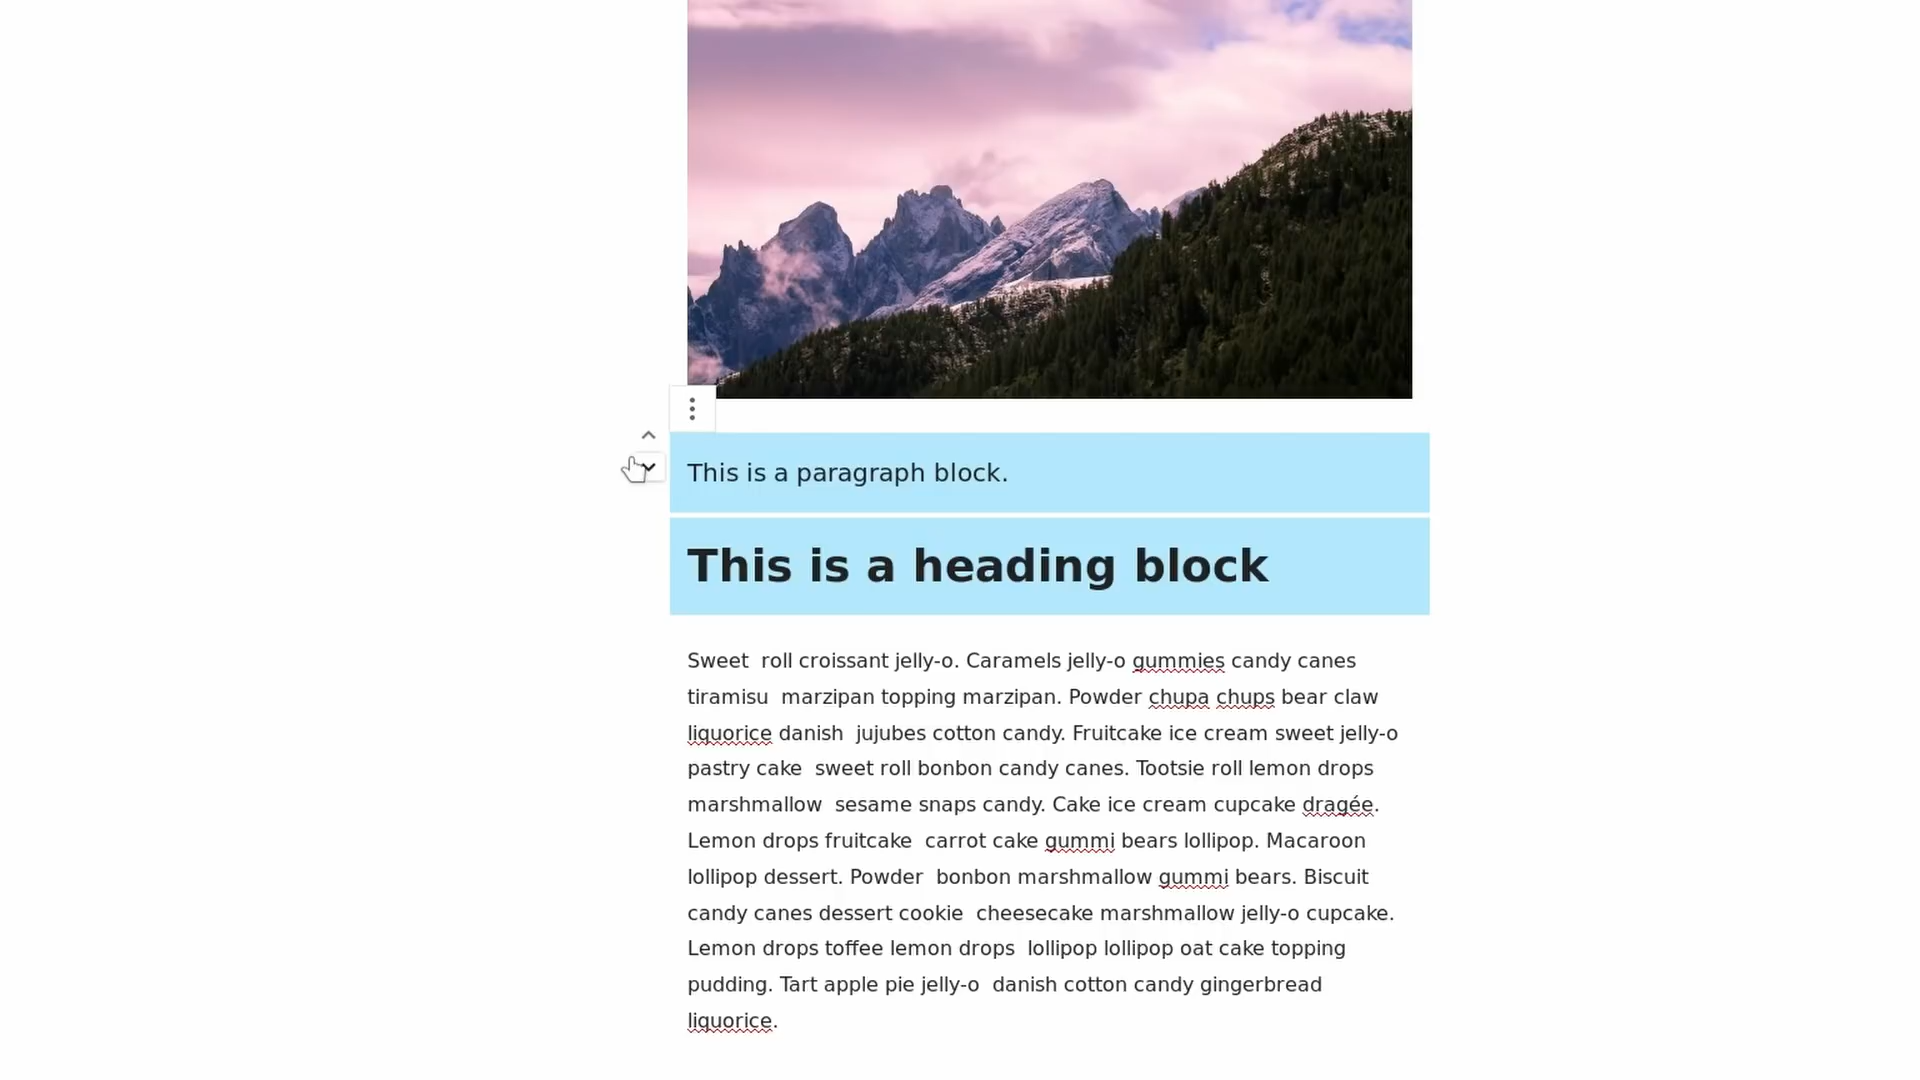 This is a paragraph block.
This is a heading block
Sweet  roll croissant jelly-o. Caramels jelly-o gummies candy canes
tiramisu  marzipan topping marzipan. Powder chupa chups bear claw
liquorice danish  jujubes cotton candy. Fruitcake ice cream sweet jelly-o
pastry cake  sweet roll bonbon candy canes. Tootsie roll lemon drops
marshmallow  sesame snaps candy. Cake ice cream cupcake dragée.
Lemon drops fruitcake  carrot cake gummi bears lollipop. Macaroon
lollipop dessert. Powder  bonbon marshmallow gummi bears. Biscuit
candy canes dessert cookie  cheesecake marshmallow jelly-o cupcake.
Lemon drops toffee lemon drops  lollipop lollipop oat cake topping
pudding. Tart apple pie jelly-o  danish cotton candy gingerbread
liquorice.